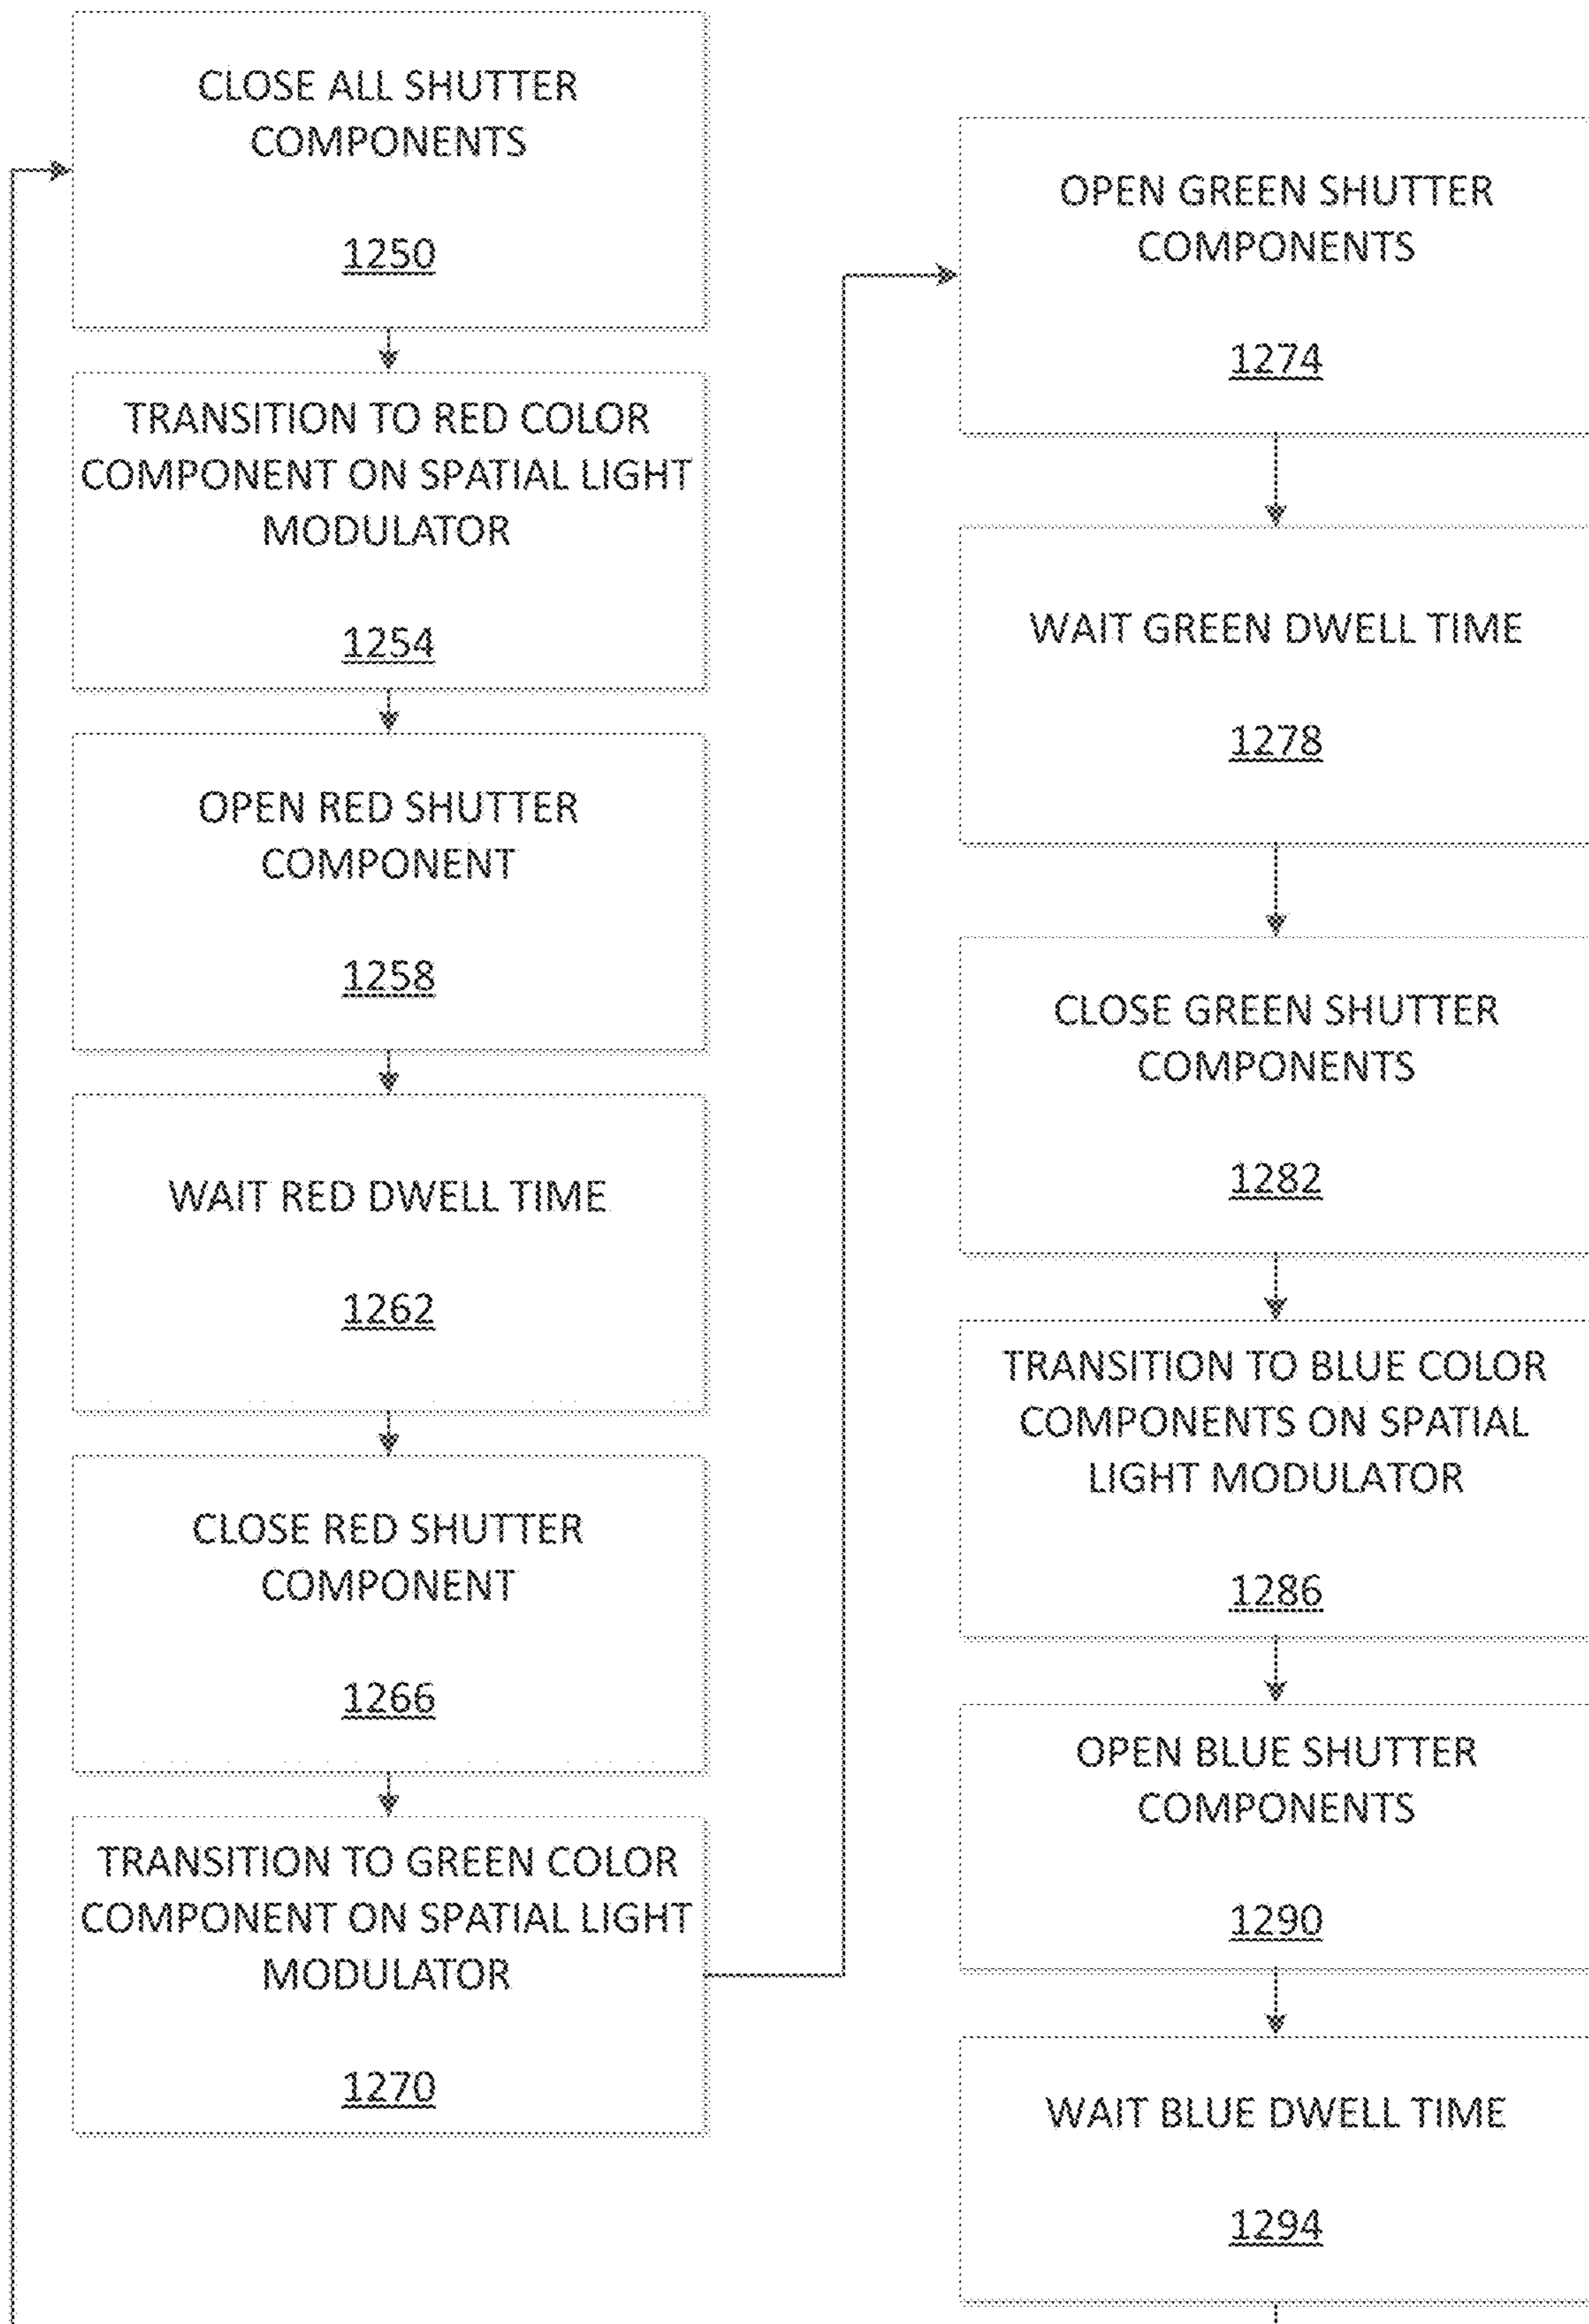 CLOSE ALL SHUTTER
COMPONENTS
1250
TRANSITION TO RED COLOR
COMPONENT ON SPATIAL LIGHT
MODULATOR
1254
OPEN RED SHUTTER
COMPONENT
1258
WAIT RED DWELL TIME
1262
CLOSE RED SHUTTER
COMPONENT
1266
TRANSITION TO GREEN COLOR
COMPONENT ON SPATIAL LIGHT
MODULATOR
1270
OPEN GREEN SHUTTER
COMPONENTS
1274
WAIT GREEN DWELL TIME
1278
CLOSE GREEN SHUTTER
COMPONENTS
1282
TRANSITION TO BLUE COLOR
COMPONENTS ON SPATIAL
LIGHT MODULATOR
1286
OPEN BLUE SHUTTER
COMPONENTS
1290
WAIT BLUE DWELL TIME
1294